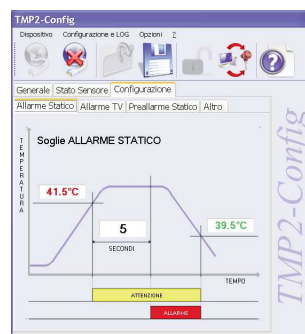 TMP2-Config
Dispositivo Configurazione e LOG Opzioni ?
Generale Stato Sensore Configurazione
Allarme Statico Allarme TV Preallarme Statico Altro
Soglie ALLARME STATICO
TEMPERATURA
41.5°C
5
SECONDI
39.5°C
TEMPO
ATTENZIONE
ALLARME
TMP2-Config